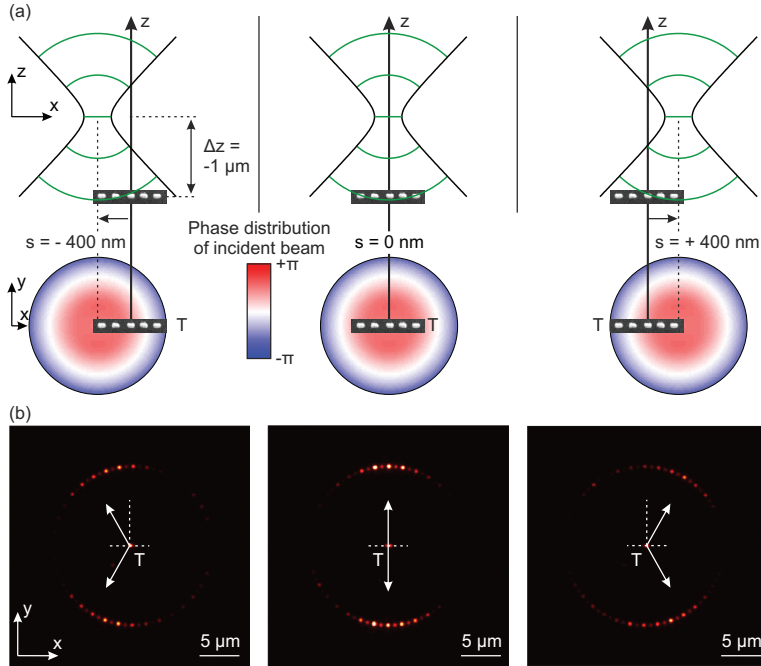 (a)
z
z
z
z
x
Δz =
-1 μm
s = - 400 nm
Phase distribution
of incident beam
s = 0 nm
s = + 400 nm
+π
-π
y
x
T
T
T
(b)
T
T
T
y
x
5 μm
5 μm
5 μm